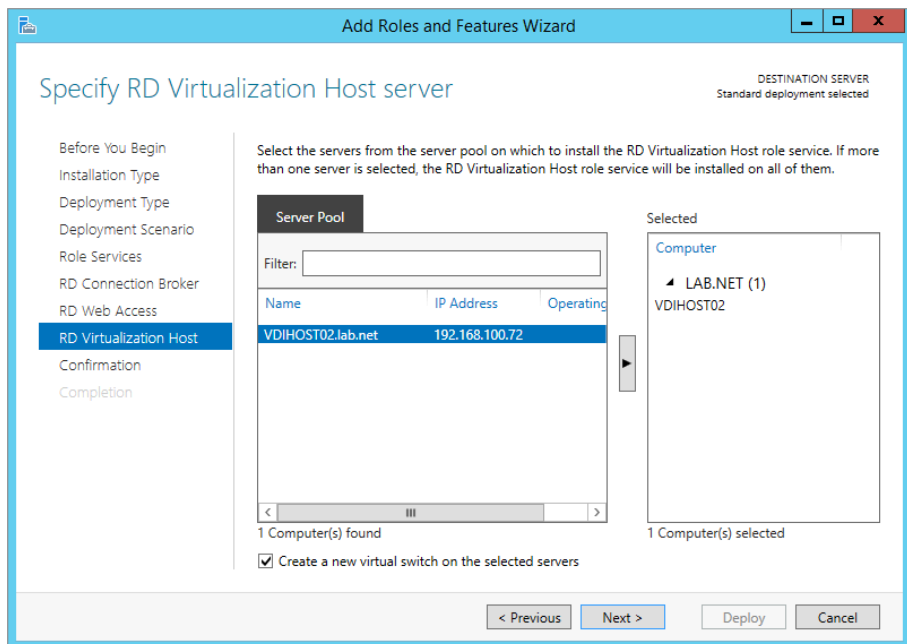 Add Roles and Features Wizard
Specify RD Virtualization Host server
DESTINATION SERVER
Standard deployment selected
Before You Begin
Installation Type
Deployment Type
Deployment Scenario
Role Services
RD Connection Broker
RD Web Access
RD Virtualization Host
Confirmation
Completion
Select the servers from the server pool on which to install the RD Virtualization Host role service. If more
than one server is selected, the RD Virtualization Host role service will be installed on all of them.
Server Pool
Filter:
Name IP Address Operating
VDIHOST02.lab.net 192.168.100.72
1 Computer(s) found
Create a new virtual switch on the selected servers
Selected
Computer
LAB.NET (1)
VDIHOST02
1 Computer(s) selected
< Previous Next > Deploy Cancel